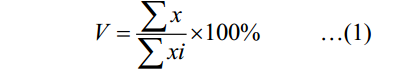 V = ∑x / ∑xi ×100% …(1)